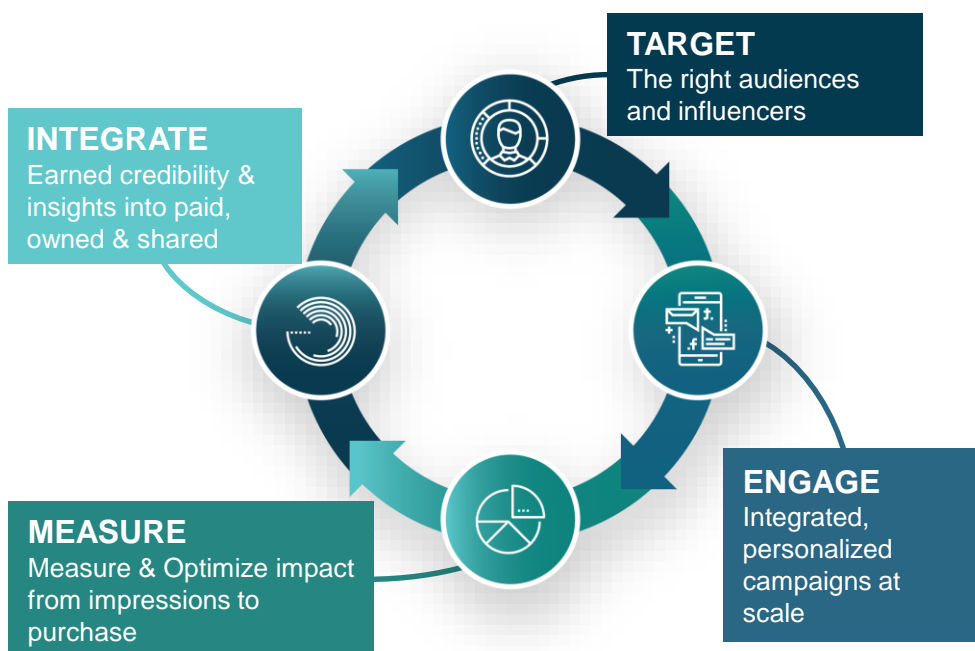 TARGET
The right audiences
and influencers
INTEGRATE
Earned credibility &
insights into paid,
owned & shared
ENGAGE
Integrated,
personalized
campaigns at
scale
MEASURE
Measure & Optimize impact
from impressions to
purchase